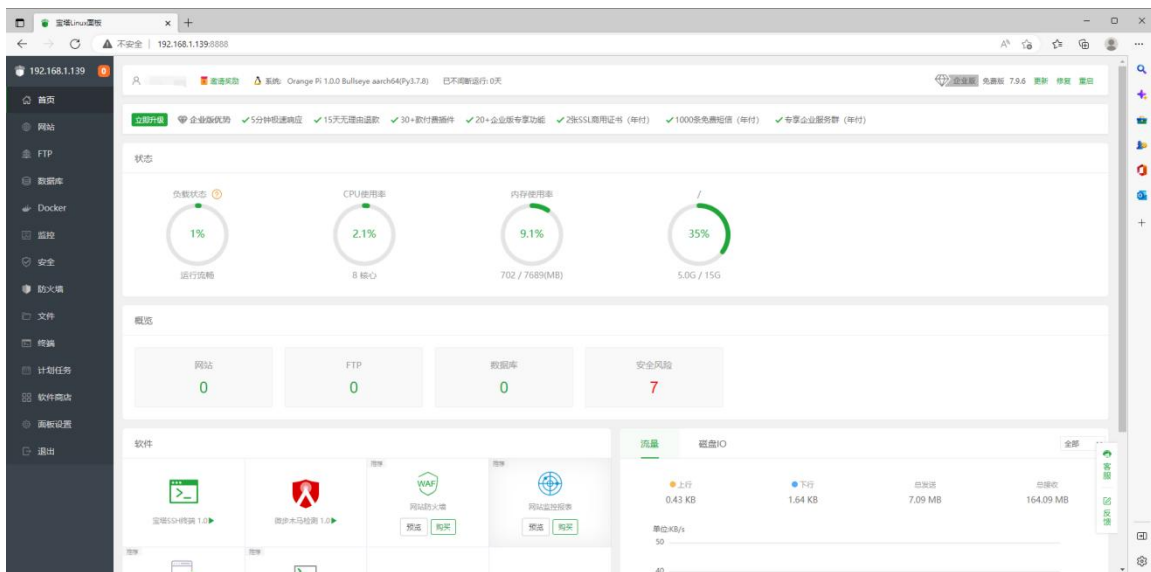 宝塔Linux面板
不安全 192.168.1.139:8888
192.168.1.139 0
首页
网站
FTP
数据库
Docker
监控
安全
防火墙
文件
终端
计划任务
软件商店
面板设置
退出
邀请奖励 系统: Orange Pi 1.0.0 Bullseye aarch64(Py3.7.8) 已不间断运行: 0天 企业版 免费版 7.9.6 更新 修复 重启
立即升级 企业版优势 5分钟极速响应 15天无理由退款 30+款付费插件 20+企业版专享功能 2张SSL商用证书 (年付) 1000条免费短信 (年付) 专享企业服务群 (年付)
状态
负载状态 CPU使用率 内存使用率 /
1% 2.1% 9.1% 35%
运行流畅 8 核心 702 / 7689(MB) 5.0G / 15G
概览
网站 FTP 数据库 安全风险
0 0 0 7
软件
推荐 推荐
WAF
宝塔SSH终端 1.0 微步木马检测 1.0 网站防火墙 网站监控报表
预览 购买 预览 购买
推荐 推荐
流量 磁盘IO 全部
上行 下行 总发送 总接收
0.43 KB 1.64 KB 7.09 MB 164.09 MB
单位:KB/s
50
40
客服
反馈